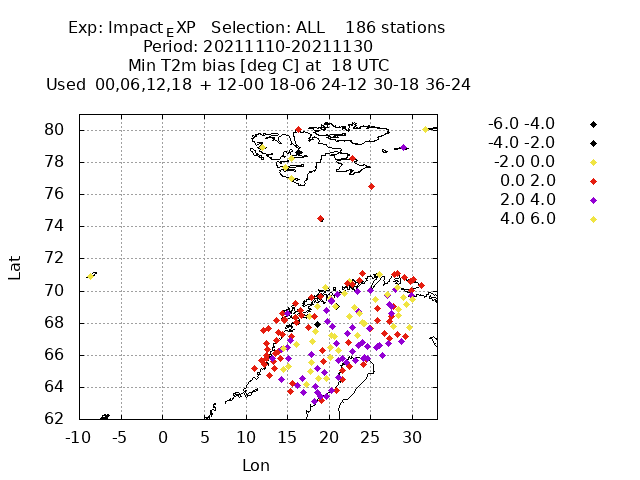 Exp: Impact_EXP   Selection: ALL    186 stations
Period: 20211110-20211130
Min T2m bias [deg C] at  18 UTC
Used  00,06,12,18  + 12-00 18-06 24-12 30-18 36-24
-6.0 -4.0
-4.0 -2.0
-2.0 0.0
0.0 2.0
2.0 4.0
4.0 6.0
80
78
76
74
72
70
68
66
64
62
Lat
-10 -5 0 5 10 15 20 25 30
Lon